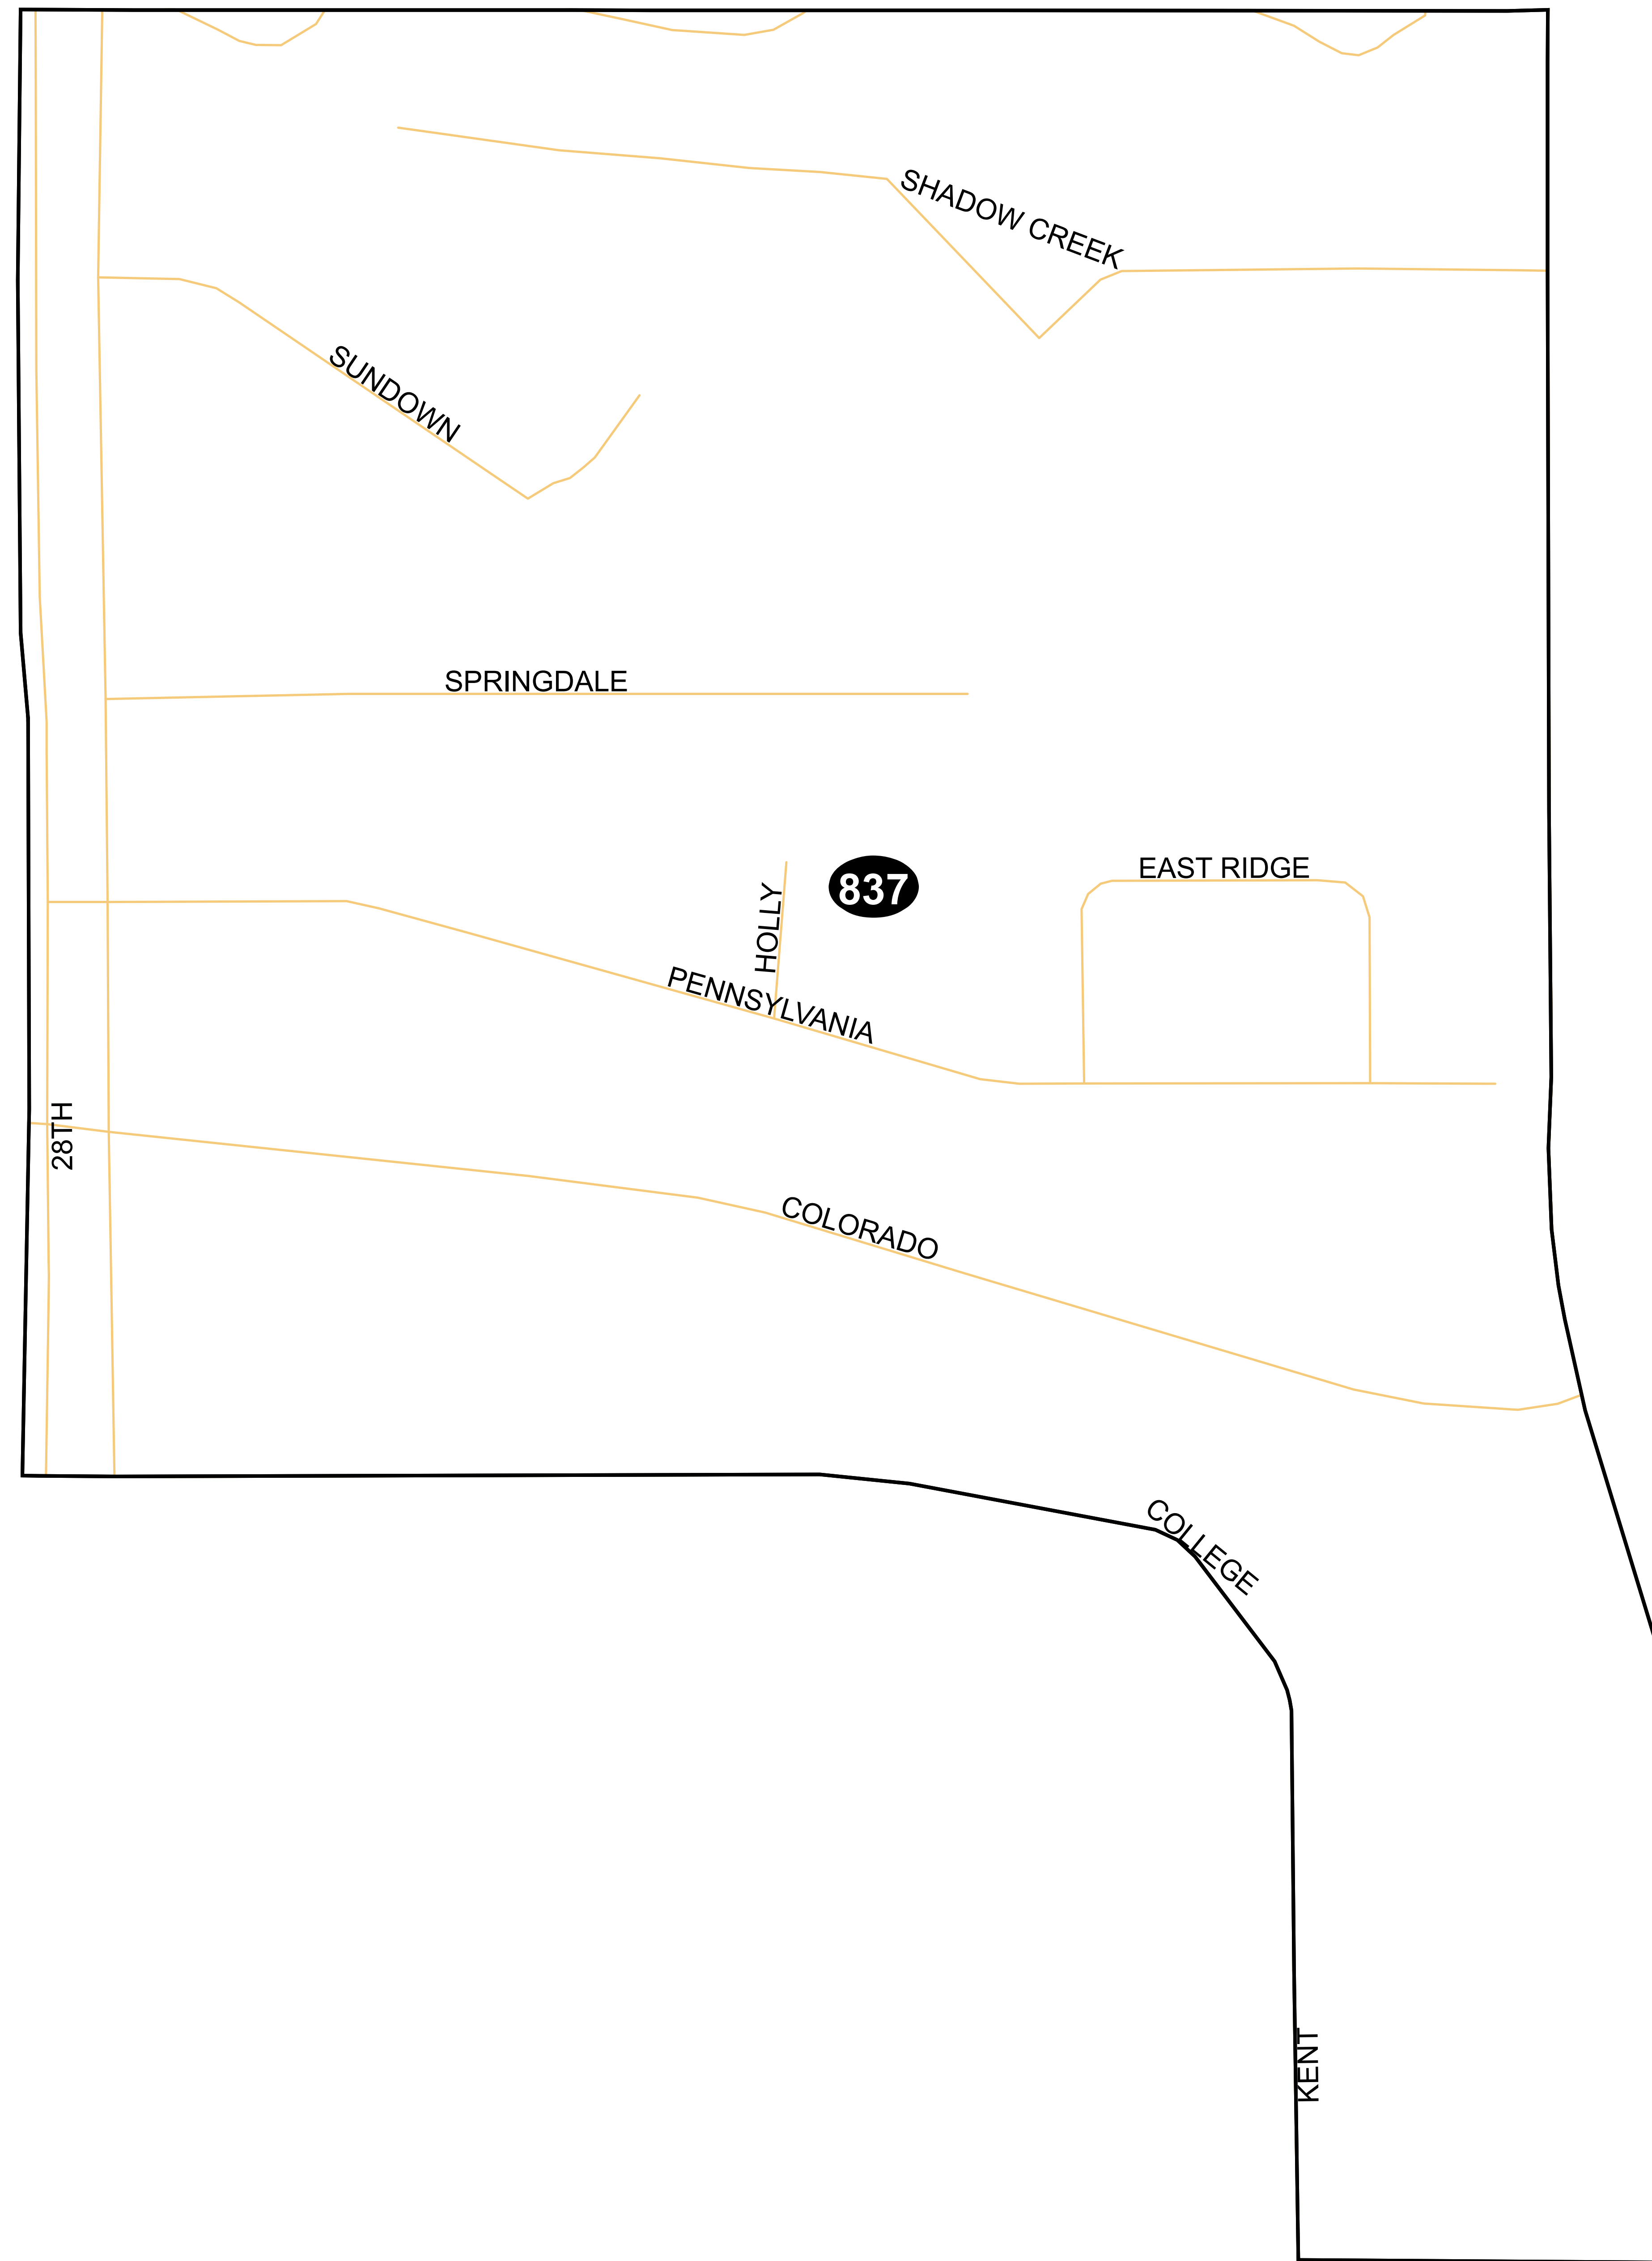 SHADOW CREEK
SUNDOWN
SPRINGDALE
EAST RIDGE
837
HOLLY
PENNSYLVANIA
28TH
COLORADO
COLLEGE
KENT